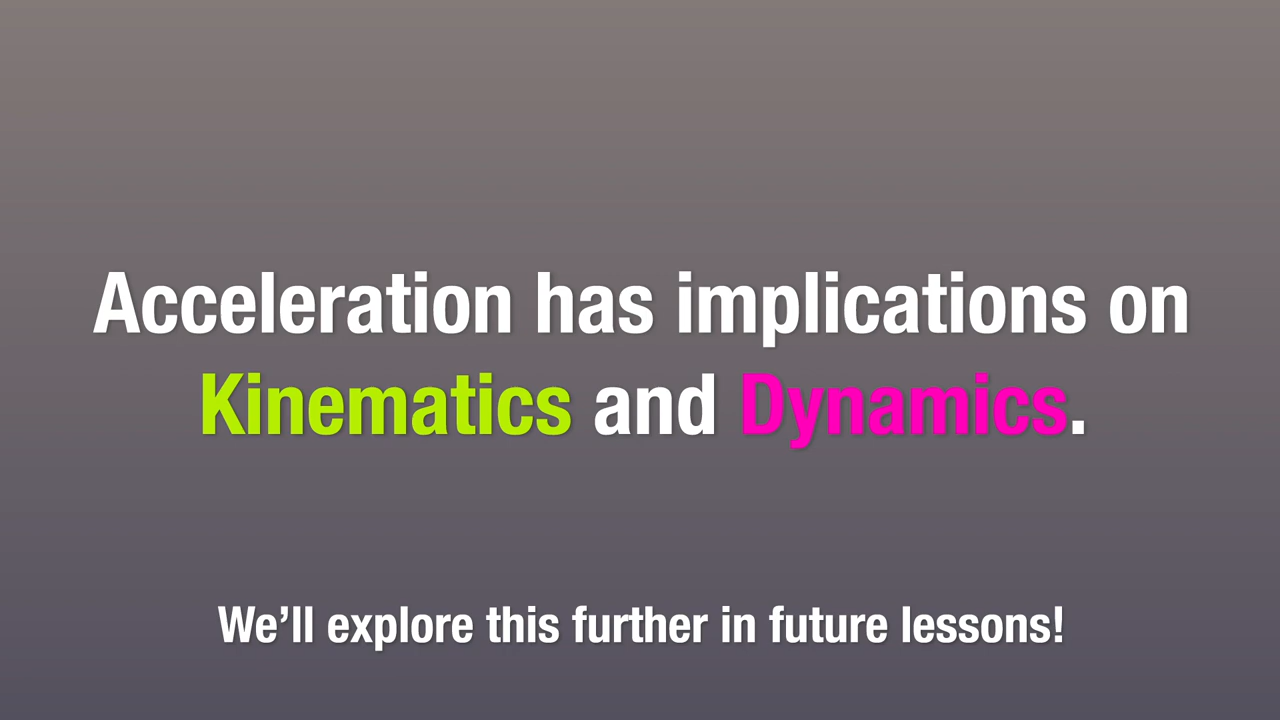 Acceleration has implications on
Kinematics and Dynamics.
We’ll explore this further in future lessons!